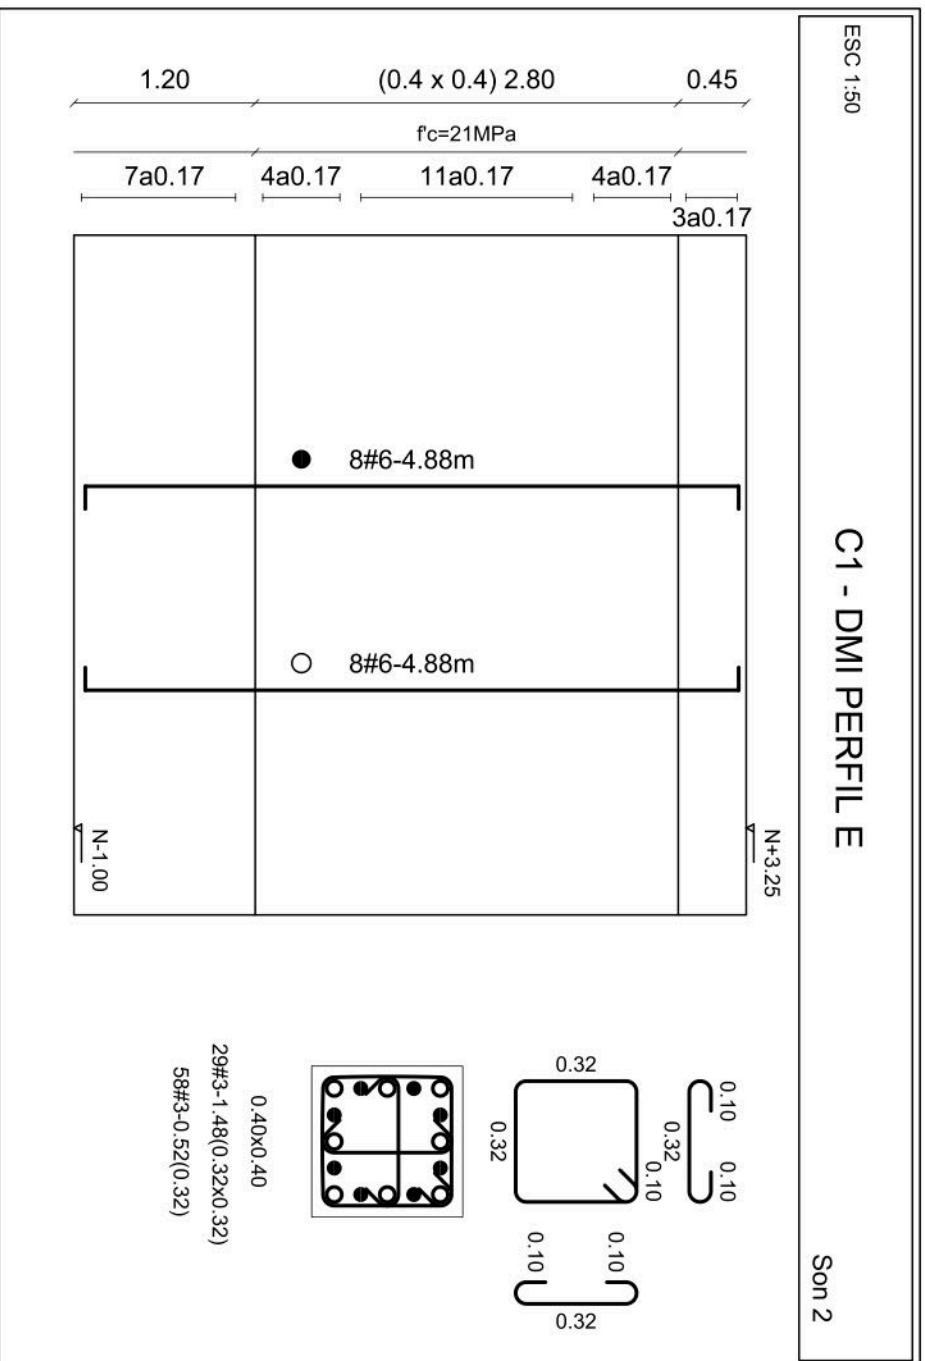 ESC 1:50
C1 - DMI PERFIL E
Son 2
1.20
(0.4 x 0.4) 2.80
0.45
f'c=21MPa
7a0.17
4a0.17
11a0.17
4a0.17
3a0.17
8#6-4.88m
8#6-4.88m
N-1.00
N+3.25
0.10
0.10
0.32
0.32
0.32
0.10
0.10
0.10
0.32
0.40x0.40
29#3-1.48(0.32x0.32)
58#3-0.52(0.32)